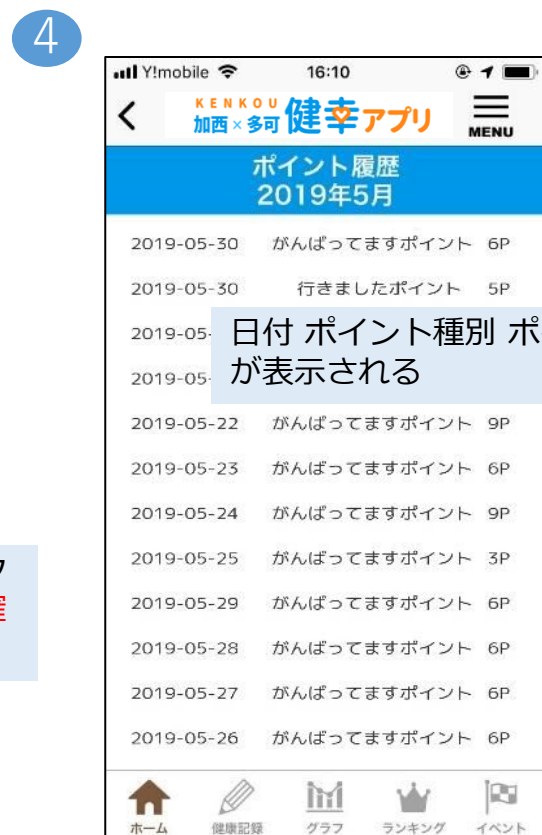 4
Y!mobile 16:10
KENKOU
加西×多可 健幸アプリ
MENU
ポイント履歴
2019年5月
2019-05-30 がんばってますポイント 6P
2019-05-30 行きましたポイント 5P
2019-05-
日付 ポイント種別 ポ
2019-05-
が表示される
2019-05-22 がんばってますポイント 9P
2019-05-23 がんばってますポイント 6P
2019-05-24 がんばってますポイント 9P
2019-05-25 がんばってますポイント 3P
2019-05-29 がんばってますポイント 6P
2019-05-28 がんばってますポイント 6P
2019-05-27 がんばってますポイント 6P
2019-05-26 がんばってますポイント 6P
ホーム 健康記録 グラフ ランキング イベント